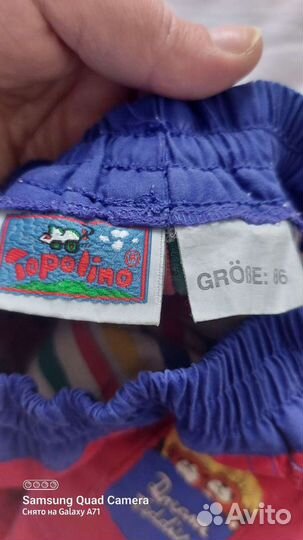 Topolino®
GRÖßE: 86
Samsung Quad Camera
Снято на Galaxy A71
Avito